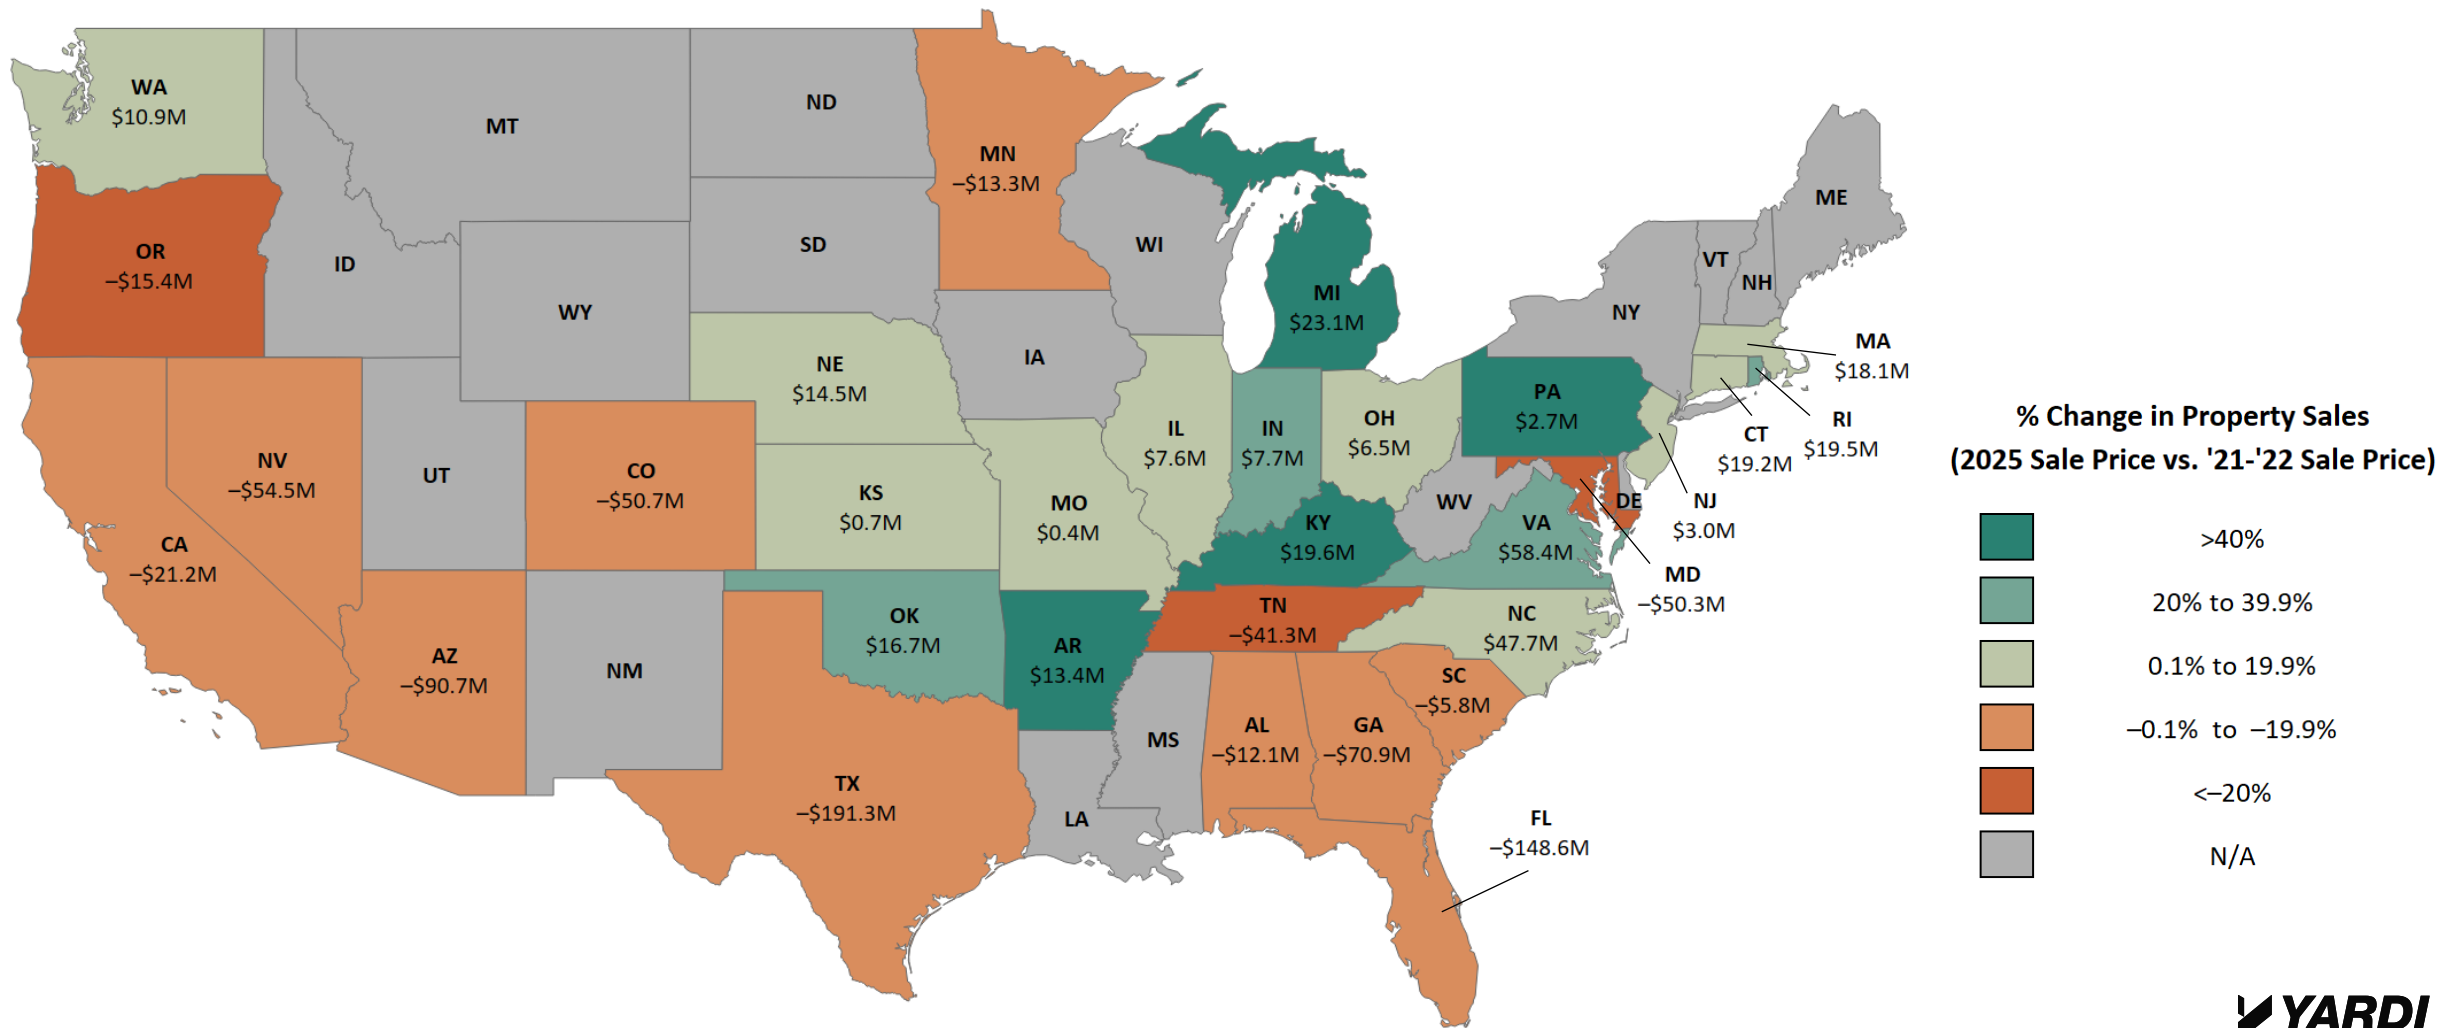 WA
$10.9M
MT
ND
MN
–$13.3M
OR
–$15.4M
ID
SD
WI
ME
WY
VT
NH
NY
MI
$23.1M
IA
NE
$14.5M
MA
$18.1M
PA
$2.7M
IL
$7.6M
IN
$7.7M
OH
$6.5M
RI
$19.5M
CT
$19.2M
NV
–$54.5M
UT
CO
–$50.7M
KS
$0.7M
MO
$0.4M
WV
DE
NJ
$3.0M
CA
–$21.2M
KY
$19.6M
VA
$58.4M
MD
–$50.3M
AZ
–$90.7M
NM
OK
$16.7M
AR
$13.4M
TN
–$41.3M
NC
$47.7M
SC
–$5.8M
MS
AL
–$12.1M
GA
–$70.9M
TX
–$191.3M
LA
FL
–$148.6M
% Change in Property Sales
(2025 Sale Price vs. '21-'22 Sale Price)
>40%
20% to 39.9%
0.1% to 19.9%
–0.1% to –19.9%
<–20%
N/A
YARDI